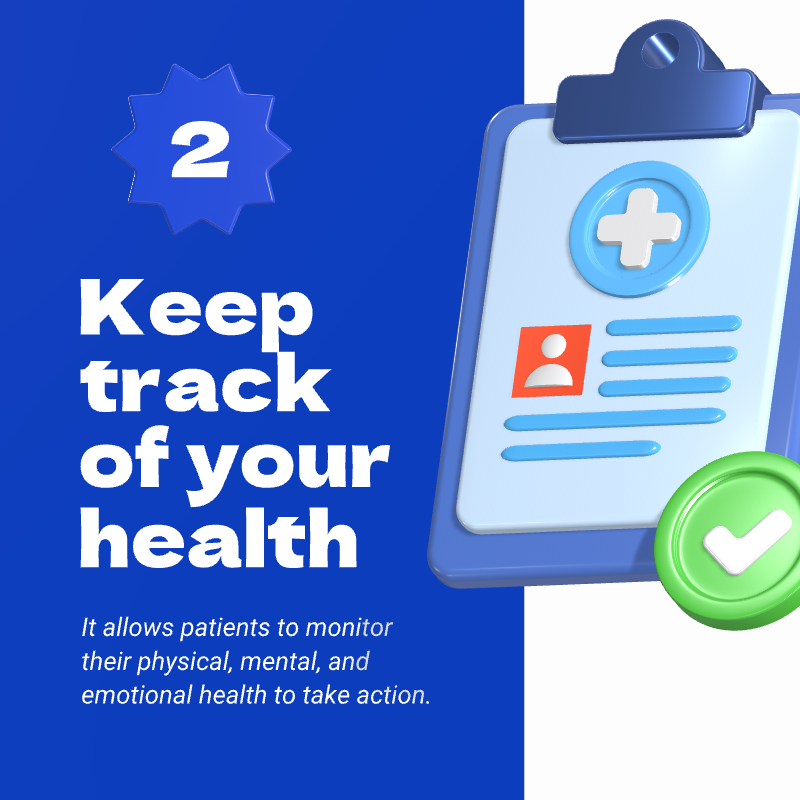 2
Keep
track
of your
health
It allows patients to monitor
their physical, mental, and
emotional health to take action.